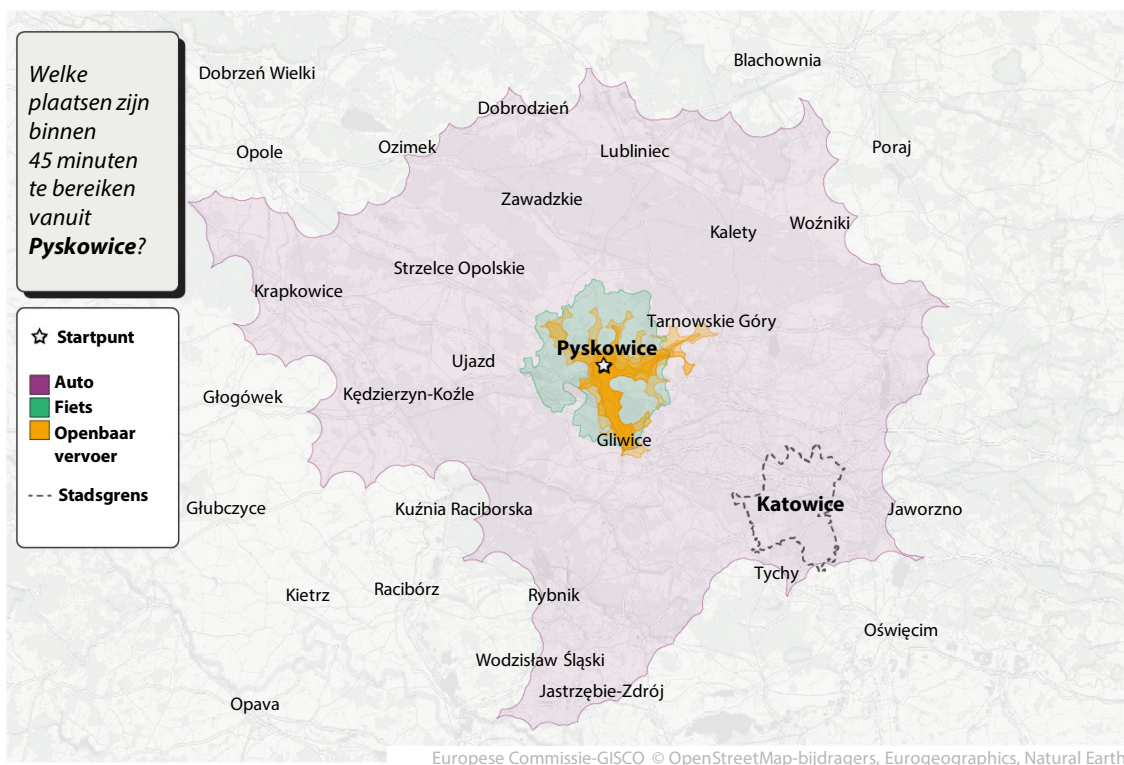 Welke
plaatsen zijn
binnen
45 minuten
te bereiken
vanuit
Pyskowice?
Startpunt
Auto
Fiets
Openbaar
vervoer
Stadsgrens
Blachownia
Dobrzeń Wielki
Dobrodzień
Opole
Ozimek
Lubliniec
Poraj
Zawadzkie
Kalety
Woźniki
Strzelce Opolskie
Krapkowice
Tarnowskie Góry
Pyskowice
Ujazd
Głogówek
Kędzierzyn-Koźle
Gliwice
Głubczyce
Kuźnia Raciborska
Katowice
Jaworzno
Tychy
Kietrz
Racibórz
Rybnik
Oświęcim
Wodzisław Śląski
Jastrzębie-Zdrój
Opava
Europese Commissie-GISCO © OpenStreetMap-bijdragers, Eurogeographics, Natural Earth